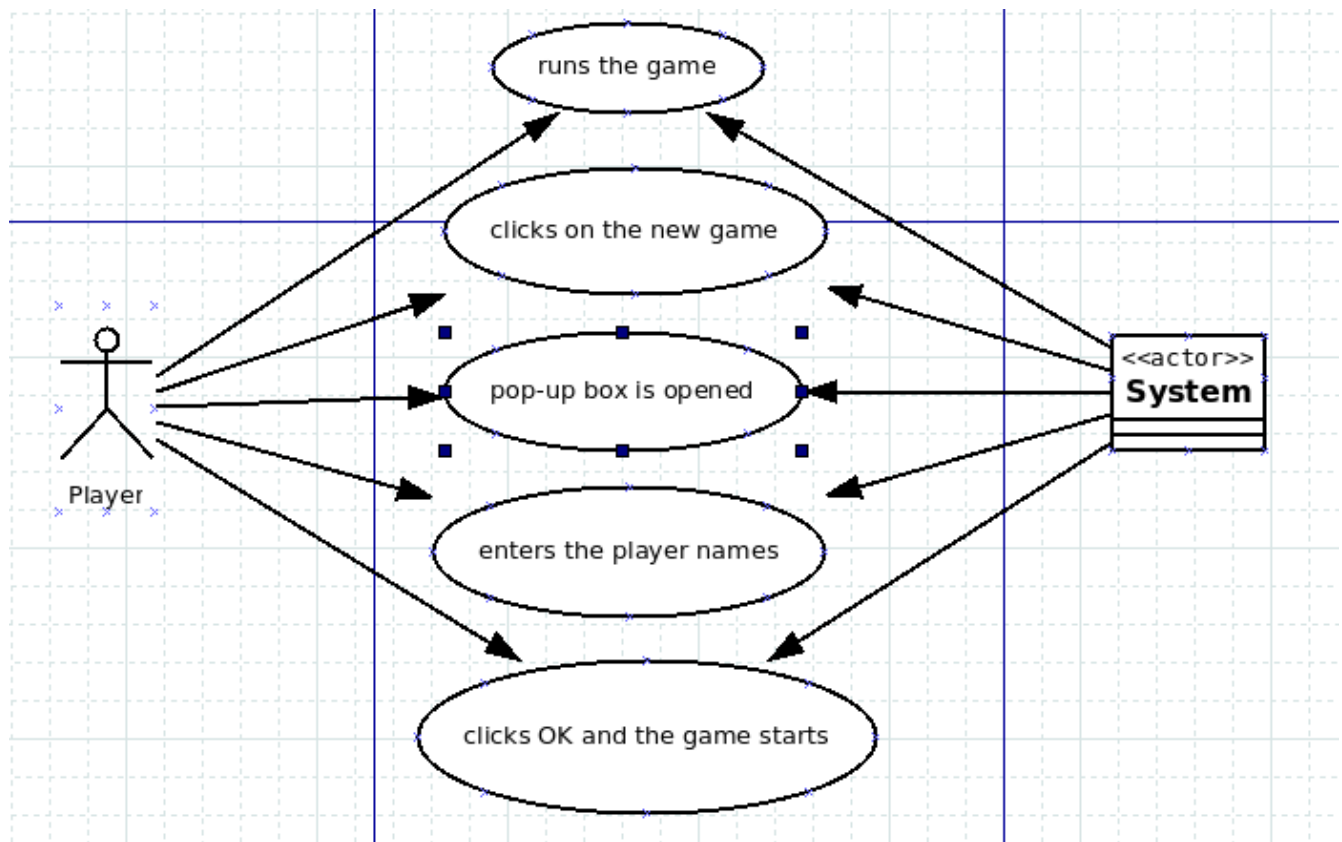 runs the game
clicks on the new game
pop-up box is opened
enters the player names
clicks OK and the game starts
Player
<<actor>>
System